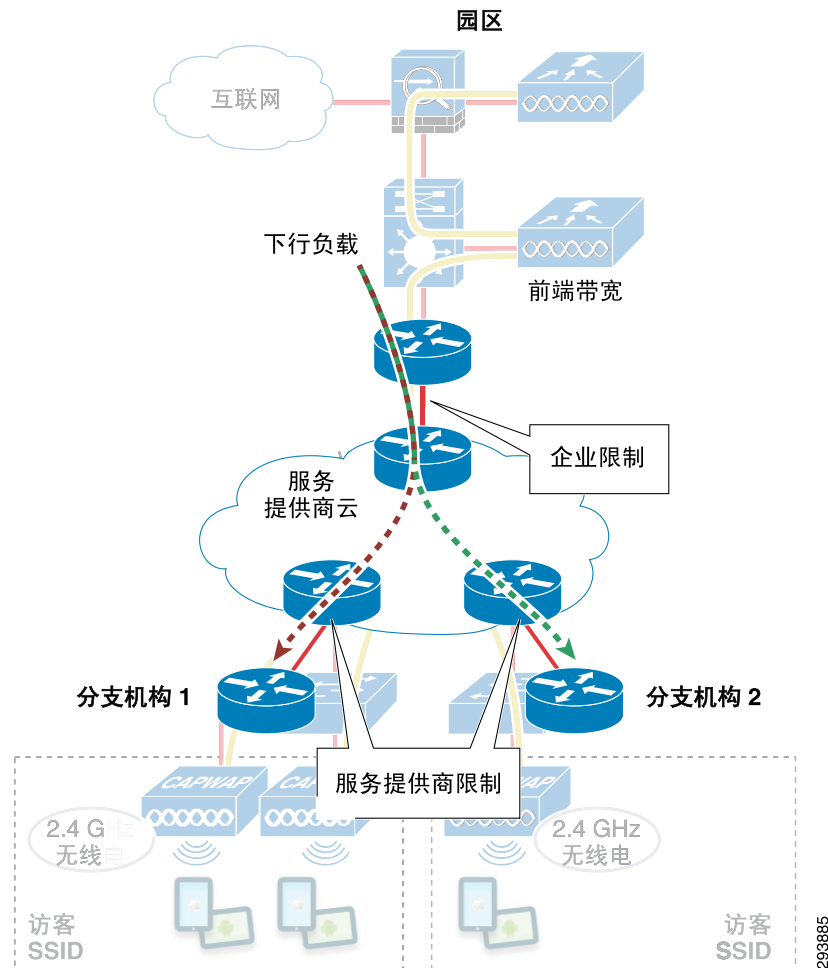 园区
互联网
下行负载
前端带宽
企业限制
服务
提供商云
分支机构 1
分支机构 2
服务提供商限制
CAPWAP
CAPWAP
WAP
2.4 GHz
无线电
2.4 GHz
无线电
访客
SSID
访客
SSID
293885